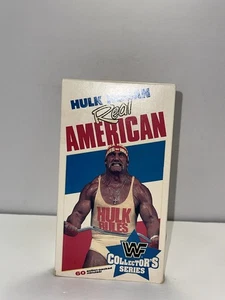 HULK HOGAN
Real
AMERICAN
HULK
RULES
WF
COLLECTOR'S
SERIES
60